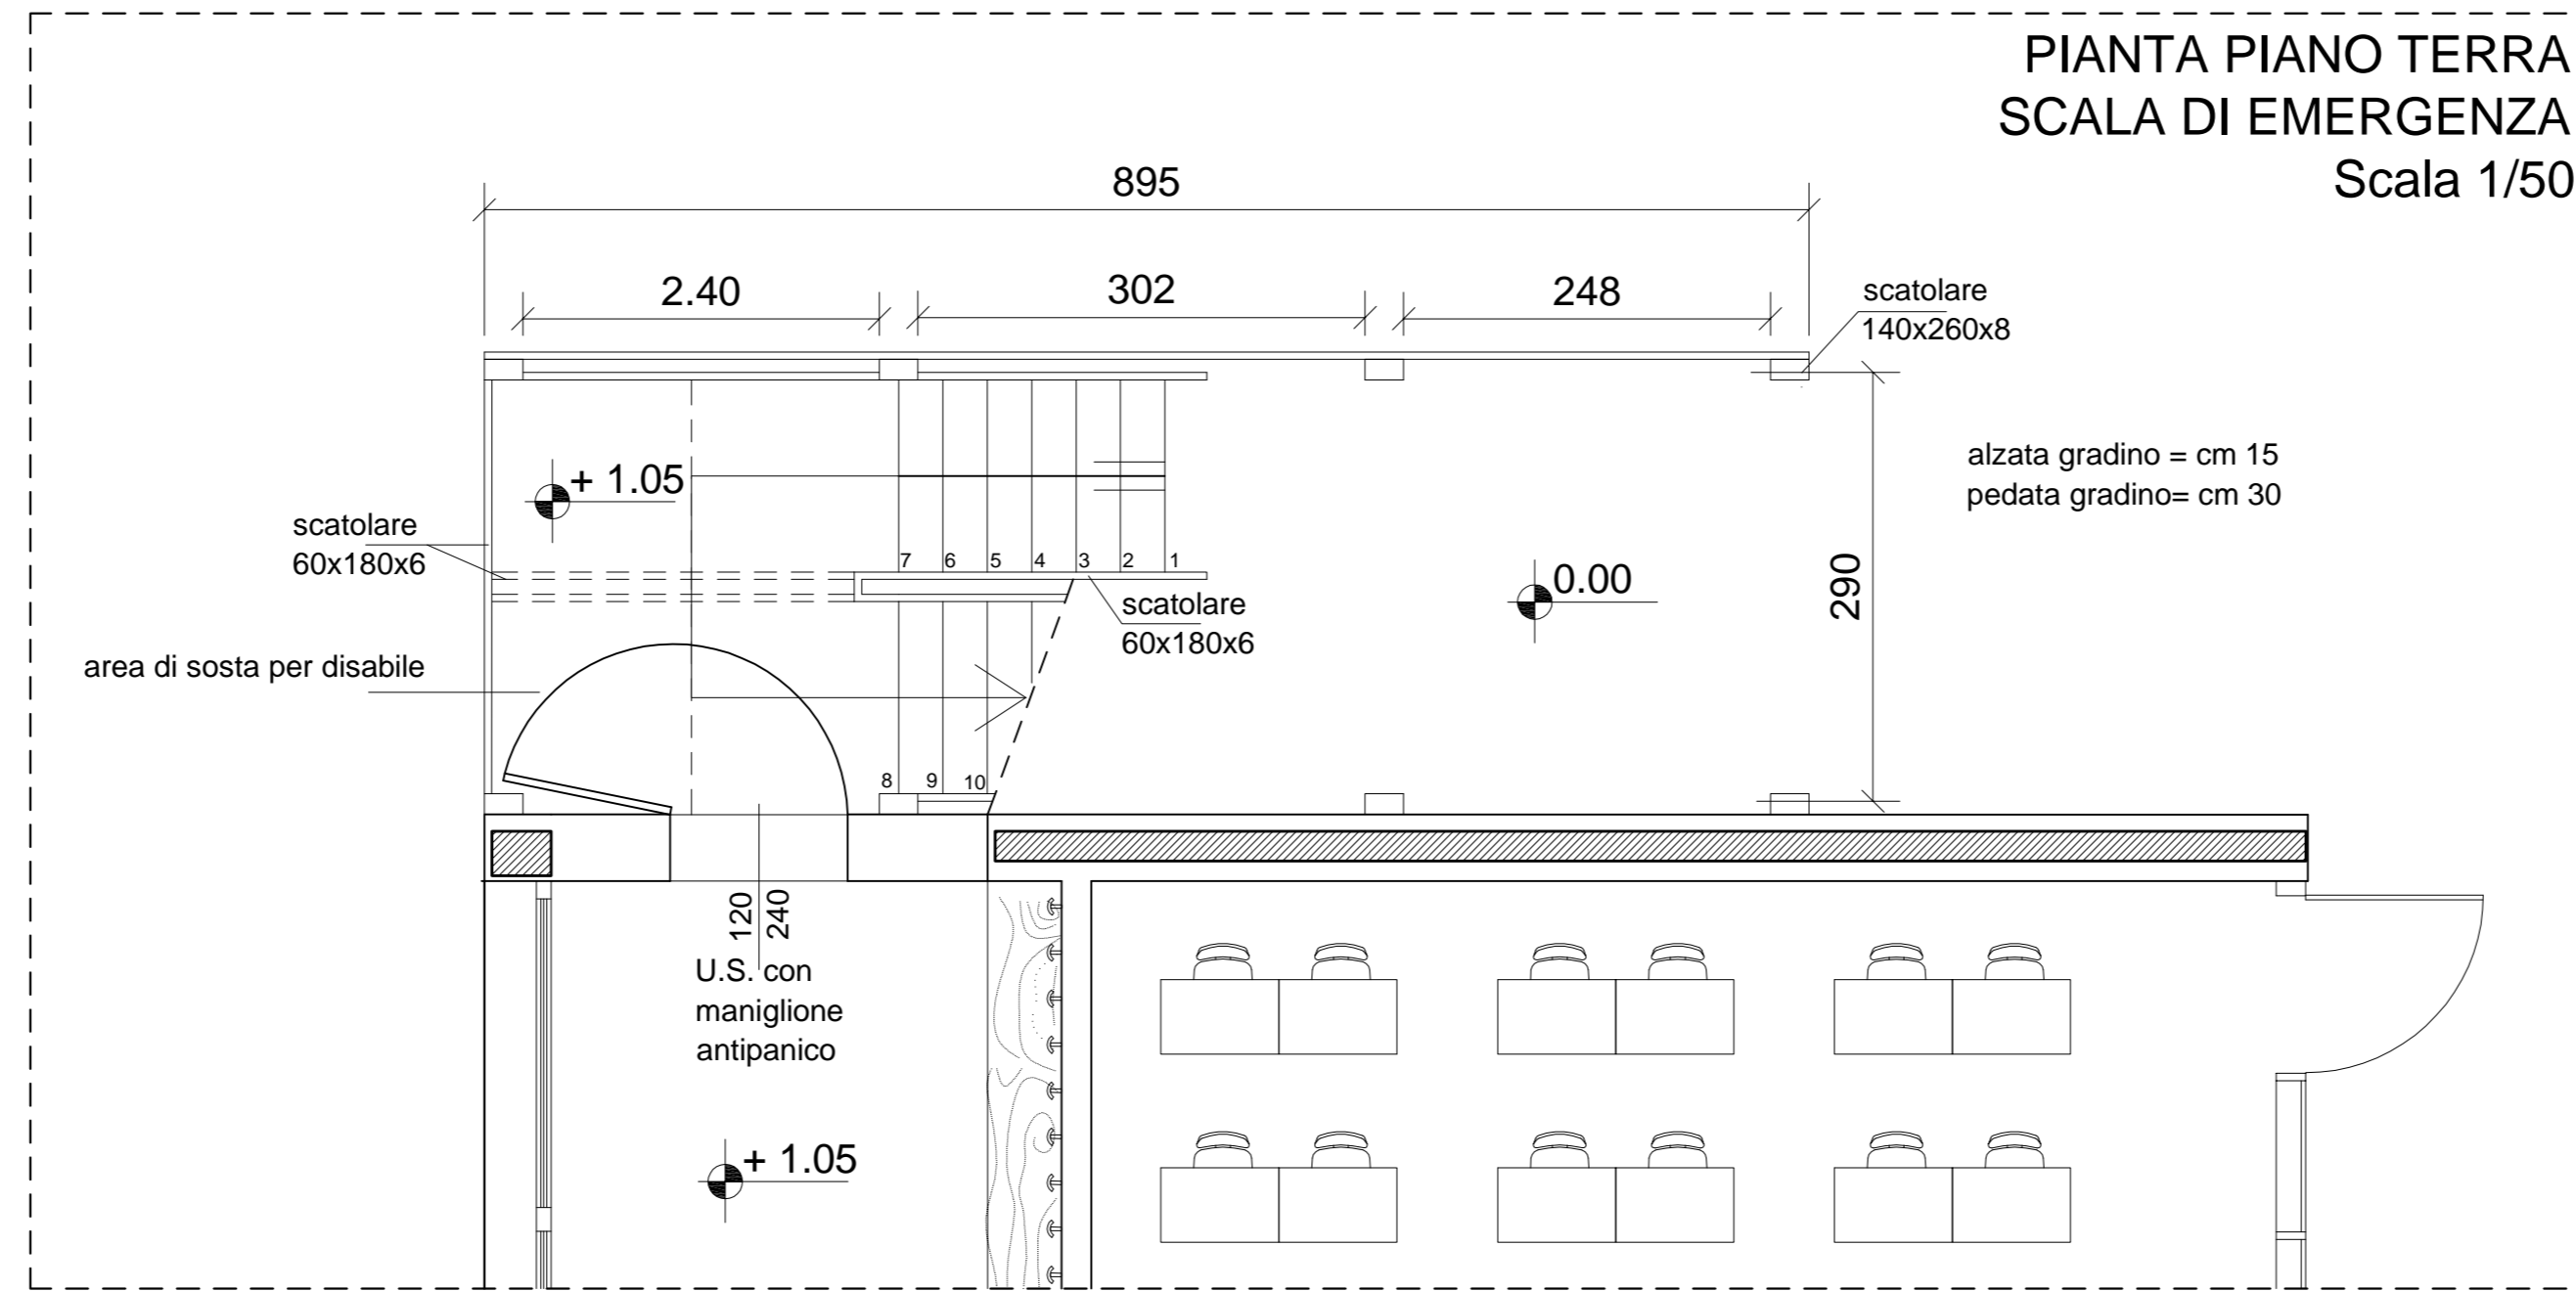 PIANTA PIANO TERRA
SCALA DI EMERGENZA
Scala 1/50
895
2.40
302
248
scatolare
140x260x8
alzata gradino = cm 15
pedata gradino= cm 30
+ 1.05
scatolare
60x180x6
7 6 5 4 3 2 1
0.00
290
scatolare
60x180x6
area di sosta per disabile
8 9 10
120
240
U.S. con
maniglione
antipanico
+ 1.05